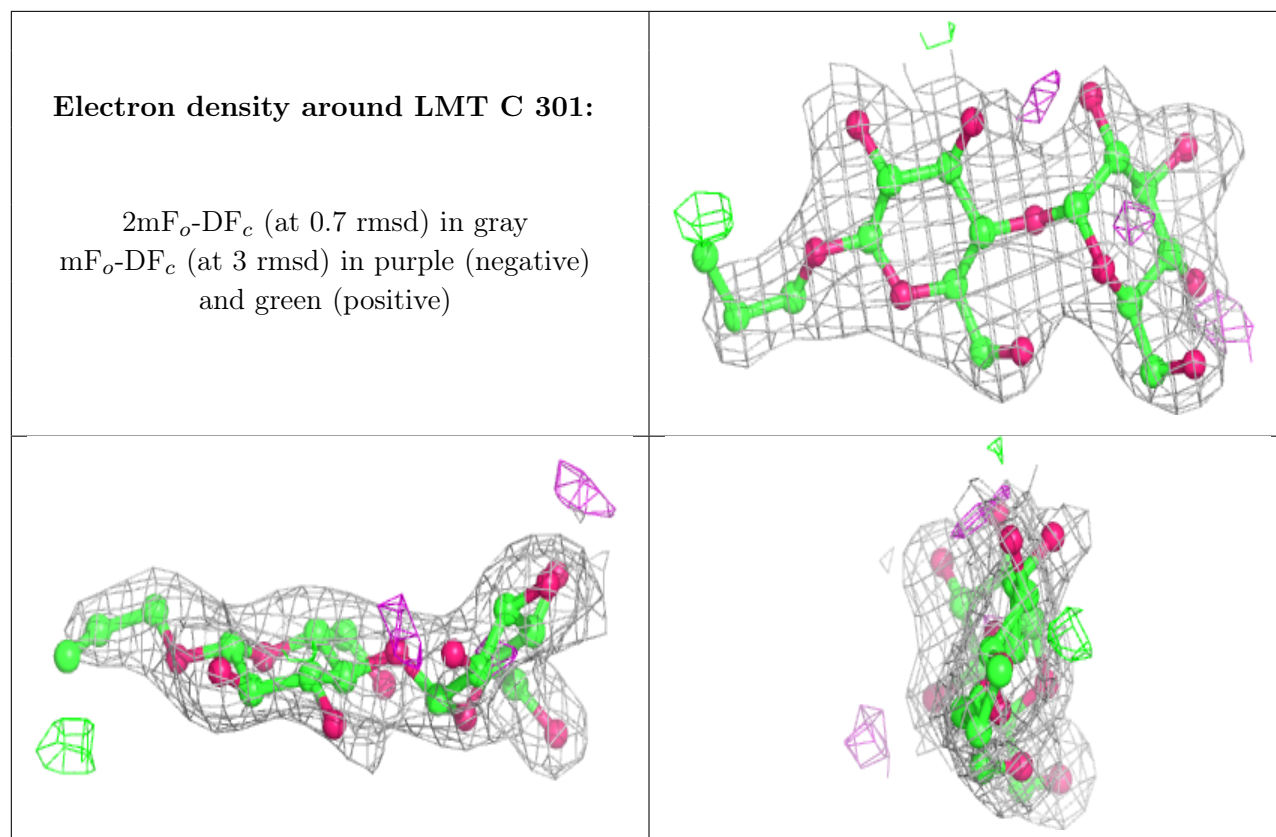 Electron density around LMT C 301:
2mFo-DFc (at 0.7 rmsd) in gray
mFo-DFc (at 3 rmsd) in purple (negative)
and green (positive)